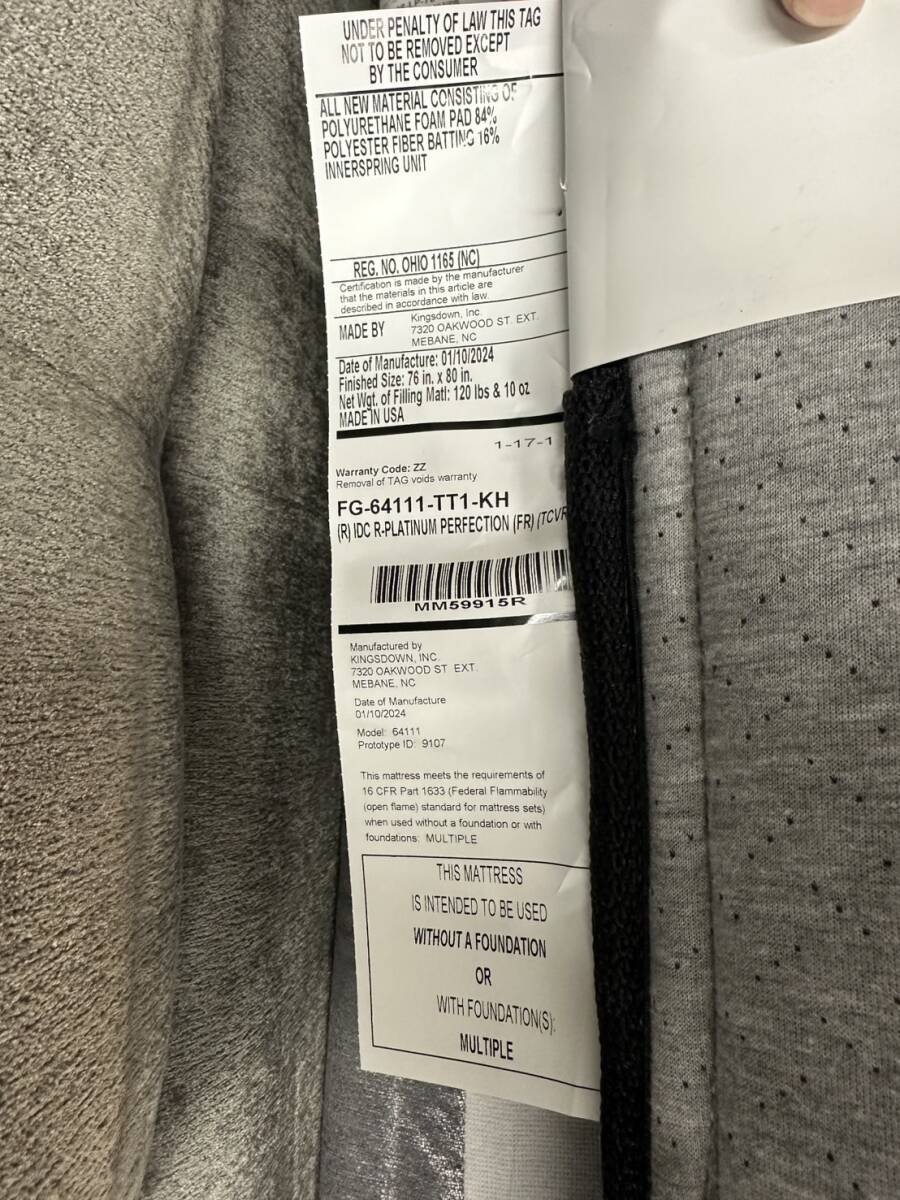 UNDER PENALTY OF LAW THIS TAG
NOT TO BE REMOVED EXCEPT
BY THE CONSUMER
ALL NEW MATERIAL CONSISTING OF
POLYURETHANE FOAM PAD 84%
POLYESTER FIBER BATTING 16%
INNERSPRING UNIT
REG. NO. OHIO 1165 (NC)
Certification is made by the manufacturer
that the materials in this article are
described in accordance with law.
MADE BY
Kingsdown, Inc.
7320 OAKWOOD ST. EXT.
MEBANE, NC
Date of Manufacture: 01/10/2024
Finished Size: 76 in. x 80 in.
Net Wgt. of Filling Matl: 120 lbs & 10 oz
MADE IN USA
1-17-1
Warranty Code: ZZ
Removal of TAG voids warranty
FG-64111-TT1-KH
(R) IDC R-PLATINUM PERFECTION (FR) (TCVR
MM59915R
Manufactured by
KINGSDOWN, INC.
7320 OAKWOOD ST EXT.
MEBANE, NC
Date of Manufacture
01/10/2024
Model: 64111
Prototype ID: 9107
This mattress meets the requirements of
16 CFR Part 1633 (Federal Flammability
(open flame) standard for mattress sets)
when used without a foundation or with
foundations: MULTIPLE
THIS MATTRESS
IS INTENDED TO BE USED
WITHOUT A FOUNDATION
OR
WITH FOUNDATION(S):
MULTIPLE